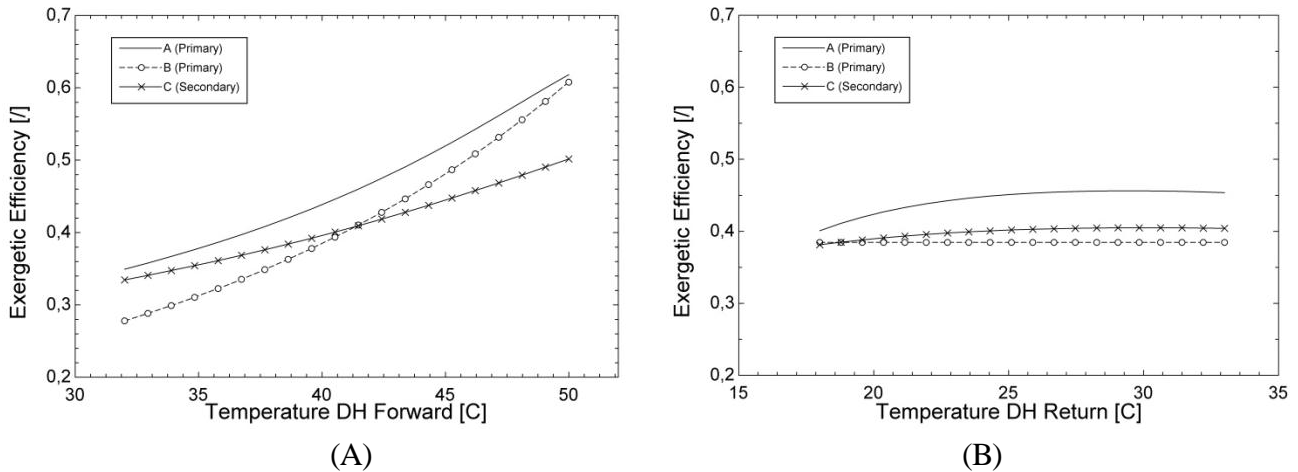 0,7
0,6
0,5
0,4
0,3
0,2
Exergetic Efficiency [/]
A (Primary)
B (Primary)
C (Secondary)
30
35
40
45
50
Temperature DH Forward [C]
(A)
0,7
0,6
0,5
0,4
0,3
0,2
Exergetic Efficiency [/]
A (Primary)
B (Primary)
C (Secondary)
15
20
25
30
35
Temperature DH Return [C]
(B)